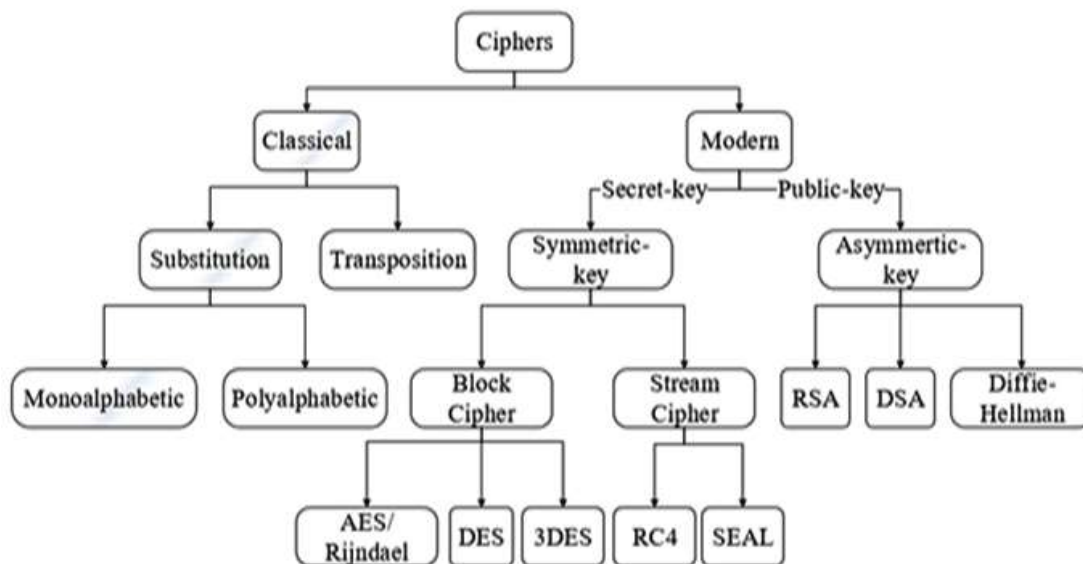 Ciphers
Classical
Modern
Secret-key
Public-key
Substitution
Transposition
Symmetric-
key
Asymmertic-
key
Monoalphabetic
Polyalphabetic
Block
Cipher
Stream
Cipher
RSA
DSA
Diffie-
Hellman
AES/
Rijndael
DES
3DES
RC4
SEAL